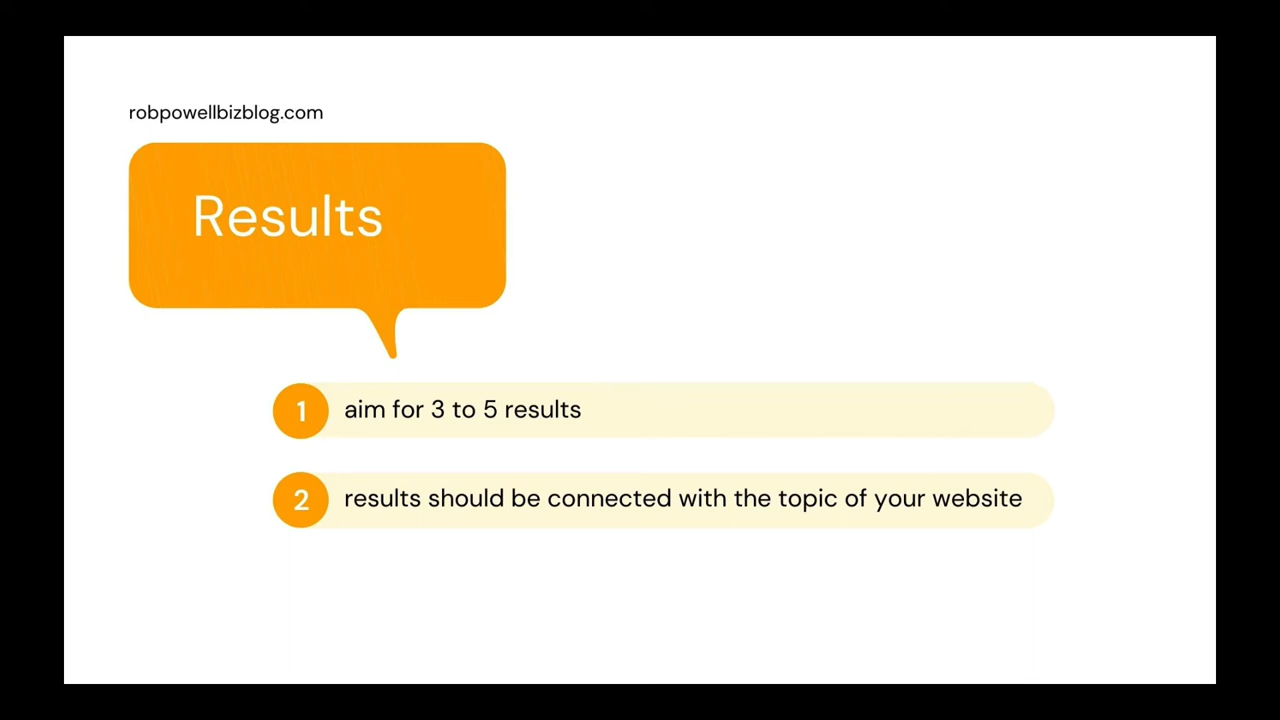 robpowellbizblog.com
Results
1 aim for 3 to 5 results
2 results should be connected with the topic of your website